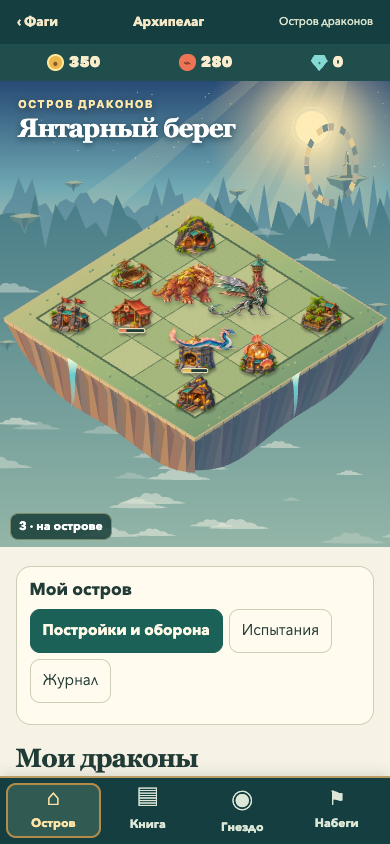 ‹ Фаги
Архипелаг
Остров драконов
350
280
0
ОСТРОВ ДРАКОНОВ
Янтарный берег
3 · на острове
Мой остров
Постройки и оборона
Испытания
Журнал
Мои драконы
Остров
Книга
Гнездо
Набеги